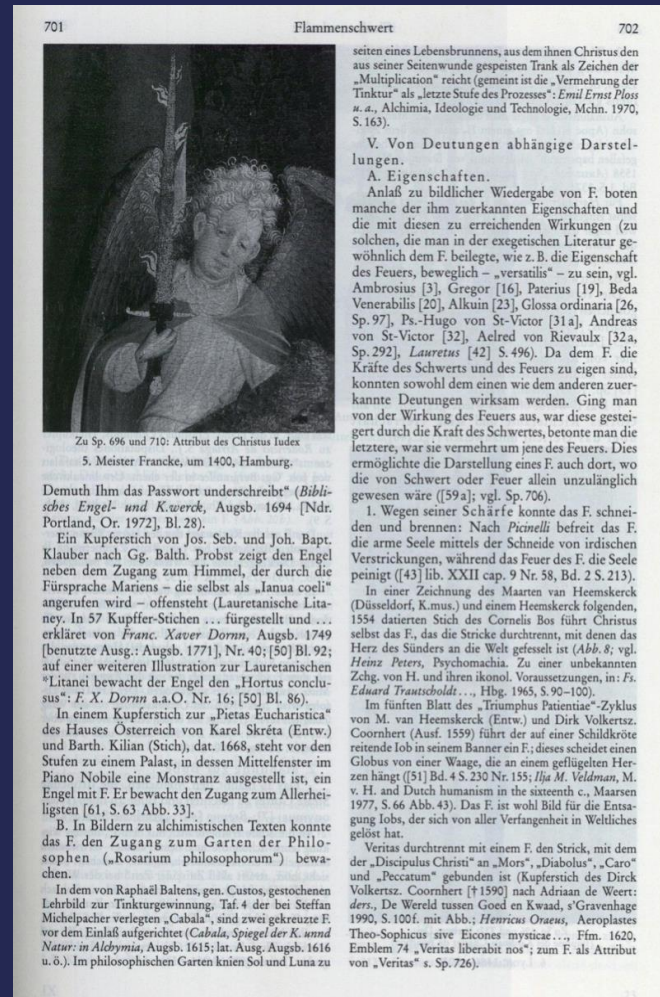 701
Flammenschwert
702
Zu Sp. 696 und 710: Attribut des Christus Iudex
5. Meister Francke, um 1400, Hamburg.
Demuth Ihm das Passwort underschreibt“ (Bibli-
sches Engel- und K.werck, Augsb. 1694 [Ndr.
Portland, Or. 1972], Bl. 28).
Ein Kupferstich von Jos. Seb. und Joh. Bapt.
Klauber nach Gg. Balth. Probst zeigt den Engel
neben dem Zugang zum Himmel, der durch die
Fürsprache Mariens – die selbst als „Ianua coeli“
angerufen wird – offensteht (Lauretanische Lita-
ney. In 57 Kupffer-Stichen ... fürgestellt und ...
erkläret von Franc. Xaver Dornn, Augsb. 1749
[benutzte Ausg.: Augsb. 1771], Nr. 40; [50] Bl. 92;
auf einer weiteren Illustration zur Lauretanischen
*Litanei bewacht der Engel den „Hortus conclu-
sus“: F. X. Dornn a.a.O. Nr. 16; [50] Bl. 86).
In einem Kupferstich zur „Pietas Eucharistica“
des Hauses Österreich von Karel Skréta (Entw.)
und Barth. Kilian (Stich), dat. 1668, steht vor den
Stufen zu einem Palast, in dessen Mittelfenster im
Piano Nobile eine Monstranz ausgestellt ist, ein
Engel mit F. Er bewacht den Zugang zum Allerhei-
ligsten [61, S. 63 Abb. 33].
B. In Bildern zu alchimistischen Texten konnte
das F. den Zugang zum Garten der Philo-
sophen („Rosarium philosophorum“) bewa-
chen.
In dem von Raphaël Baltens, gen. Custos, gestochenen
Lehrbild zur Tinkturgewinnung, Taf. 4 der bei Steffan
Michelpacher verlegten „Cabala“, sind zwei gekreuzte F.
vor dem Einlaß aufgerichtet (Cabala, Spiegel der K. unnd
Natur: in Alchymia, Augsb. 1615; lat. Ausg. Augsb. 1616
u. ö.). Im philosophischen Garten knien Sol und Luna zu
seiten eines Lebensbrunnens, aus dem ihnen Christus den
aus seiner Seitenwunde gespeisten Trank als Zeichen der
„Multiplication“ reicht (gemeint ist die „Vermehrung der
Tinktur“ als „letzte Stufe des Prozesses“: Emil Ernst Ploss
u. a., Alchimia, Ideologie und Technologie, Mchn. 1970,
S. 163).
V. Von Deutungen abhängige Darstel-
lungen.
A. Eigenschaften.
Anlaß zu bildlicher Wiedergabe von F. boten
manche der ihm zuerkannten Eigenschaften und
die mit diesen zu erreichenden Wirkungen (zu
solchen, die man in der exegetischen Literatur ge-
wöhnlich dem F. beilegte, wie z. B. die Eigenschaft
des Feuers, beweglich – „versatilis“ – zu sein, vgl.
Ambrosius [3], Gregor [16], Paterius [19], Beda
Venerabilis [20], Alkuin [23], Glossa ordinaria [26,
Sp. 97], Ps.-Hugo von St-Victor [31 a], Andreas
von St-Victor [32], Aelred von Rievaulx [32 a,
Sp. 292], Lauretus [42] S. 496). Da dem F. die
Kräfte des Schwerts und des Feuers zu eigen sind,
konnten sowohl dem einen wie dem anderen zuer-
kannte Deutungen wirksam werden. Ging man
von der Wirkung des Feuers aus, war diese gestei-
gert durch die Kraft des Schwertes, betonte man die
letztere, war sie vermehrt um jene des Feuers. Dies
ermöglichte die Darstellung eines F. auch dort, wo
die von Schwert oder Feuer allein unzulänglich
gewesen wäre ([59 a]; vgl. Sp. 706).
1. Wegen seiner Schärfe konnte das F. schnei-
den und brennen: Nach Picinelli befreit das F.
die arme Seele mittels der Schneide von irdischen
Verstrickungen, während das Feuer des F. die Seele
peinigt ([43] lib. XXII cap. 9 Nr. 58, Bd. 2 S. 213).
In einer Zeichnung des Maarten van Heemskerck
(Düsseldorf, K.mus.) und einem Heemskerck folgenden,
1554 datierten Stich des Cornelis Bos führt Christus
selbst das F., das die Stricke durchtrennt, mit denen das
Herz des Sünders an die Welt gefesselt ist (Abb. 8; vgl.
Heinz Peters, Psychomachia. Zu einer unbekannten
Zchg. von H. und ihren ikonol. Voraussetzungen, in: Fs.
Eduard Trautscholdt ..., Hbg. 1965, S. 90–100).
Im fünften Blatt des „Triumphus Patientiae“-Zyklus
von M. van Heemskerck (Entw.) und Dirk Volkertsz.
Coornhert (Ausf. 1559) führt der auf einer Schildkröte
reitende Iob in seinem Banner ein F.; dieses scheidet einen
Globus von einer Waage, die an einem geflügelten Her-
zen hängt ([51] Bd. 4 S. 230 Nr. 155; Ilja M. Veldman, M.
v. H. and Dutch humanism in the sixteenth c., Maarsen
1977, S. 66 Abb. 43). Das F. ist wohl Bild für die Entsa-
gung Iobs, der sich von aller Verfangenheit in Weltliches
gelöst hat.
Veritas durchtrennt mit einem F. den Strick, mit dem
der „Discipulus Christi“ an „Mors“, „Diabolus“, „Caro“
und „Peccatum“ gebunden ist (Kupferstich des Dirck
Volkertsz. Coornhert [† 1590] nach Adriaan de Weert:
ders., De Wereld tussen Goed en Kwaad, s'Gravenhage
1990, S. 100 f. mit Abb.; Henricus Oraeus, Aeroplastes
Theo-Sophicus sive Eicones mysticae ..., Ffm. 1620,
Emblem 74 „Veritas liberabit nos“; zum F. als Attribut
von „Veritas“ s. Sp. 726).